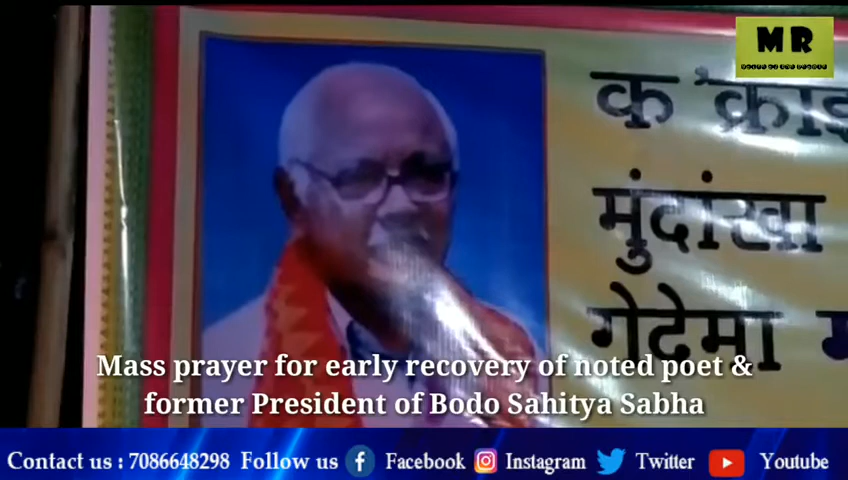 MR
मुंदांखा
गेदेमा
Mass prayer for early recovery of noted poet &
former President of Bodo Sahitya Sabha
Contact us : 7086648298 Follow us Facebook Instagram Twitter Youtube